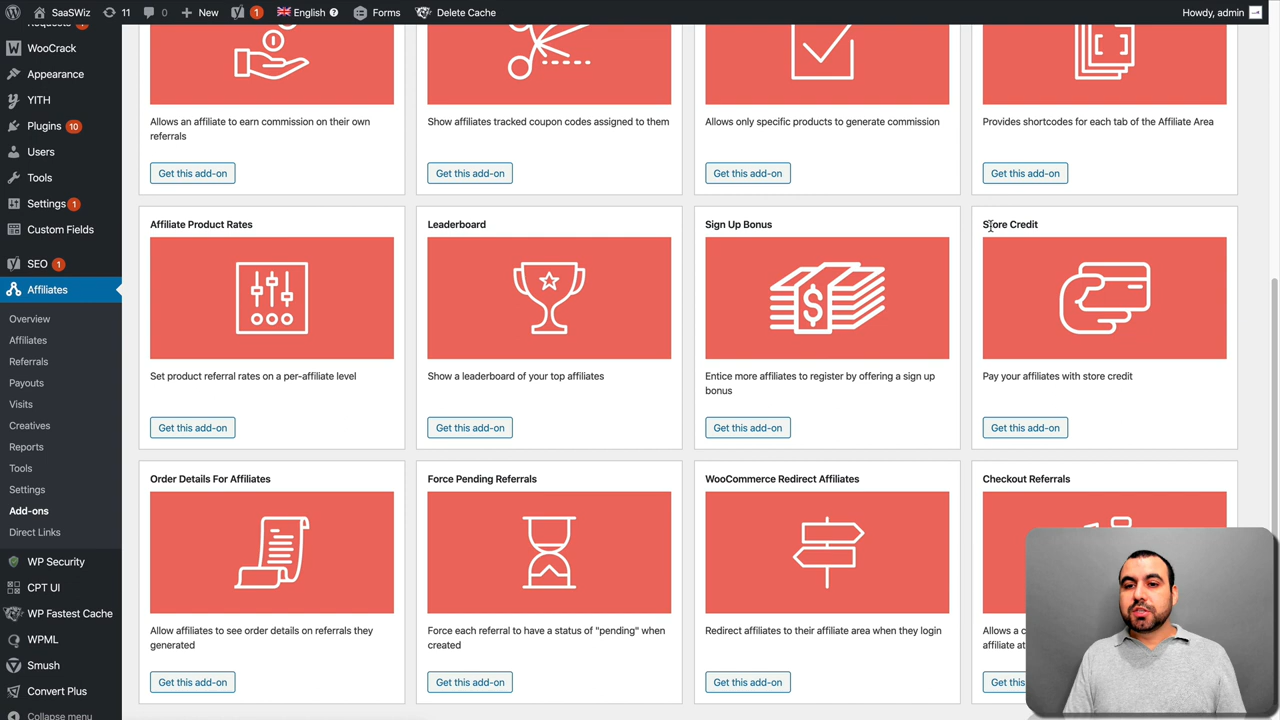 SaaSWiz
11
0
New
1
English
Forms
Delete Cache
Howdy, admin
Requests
WooCrack
Appearance
YITH
Plugins 10
Users
Tools
Settings 1
Custom Fields
SEO 1
Affiliates
Overview
Affiliates
Referrals
Payouts
Visits
Creatives
Reports
Tools
Settings
Add-ons
Direct Links
WP Security
CPT UI
WP Fastest Cache
WPML
Smush
Convert Plus
Collapse menu
Allows an affiliate to earn commission on their own
referrals
Get this add-on
Show affiliates tracked coupon codes assigned to them
Get this add-on
Allows only specific products to generate commission
Get this add-on
Provides shortcodes for each tab of the Affiliate Area
Get this add-on
Affiliate Product Rates
Set product referral rates on a per-affiliate level
Get this add-on
Leaderboard
Show a leaderboard of your top affiliates
Get this add-on
Sign Up Bonus
$
Entice more affiliates to register by offering a sign up
bonus
Get this add-on
Store Credit
Pay your affiliates with store credit
Get this add-on
Order Details For Affiliates
Allow affiliates to see order details on referrals they
generated
Get this add-on
Force Pending Referrals
Force each referral to have a status of "pending" when
created
Get this add-on
WooCommerce Redirect Affiliates
Redirect affiliates to their affiliate area when they login
Get this add-on
Checkout Referrals
Allows a
affiliate at
Get this